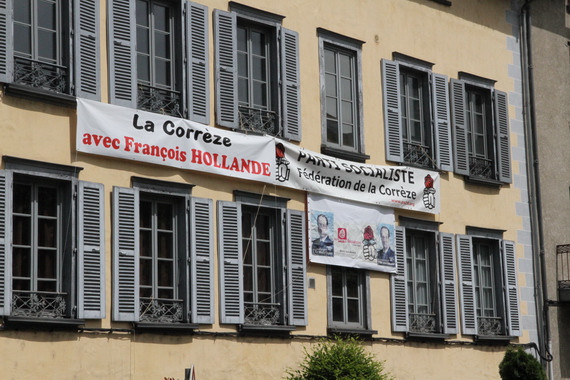 La Corrèze
avec François HOLLANDE
PARTI SOCIALISTE
Fédération de la Corrèze